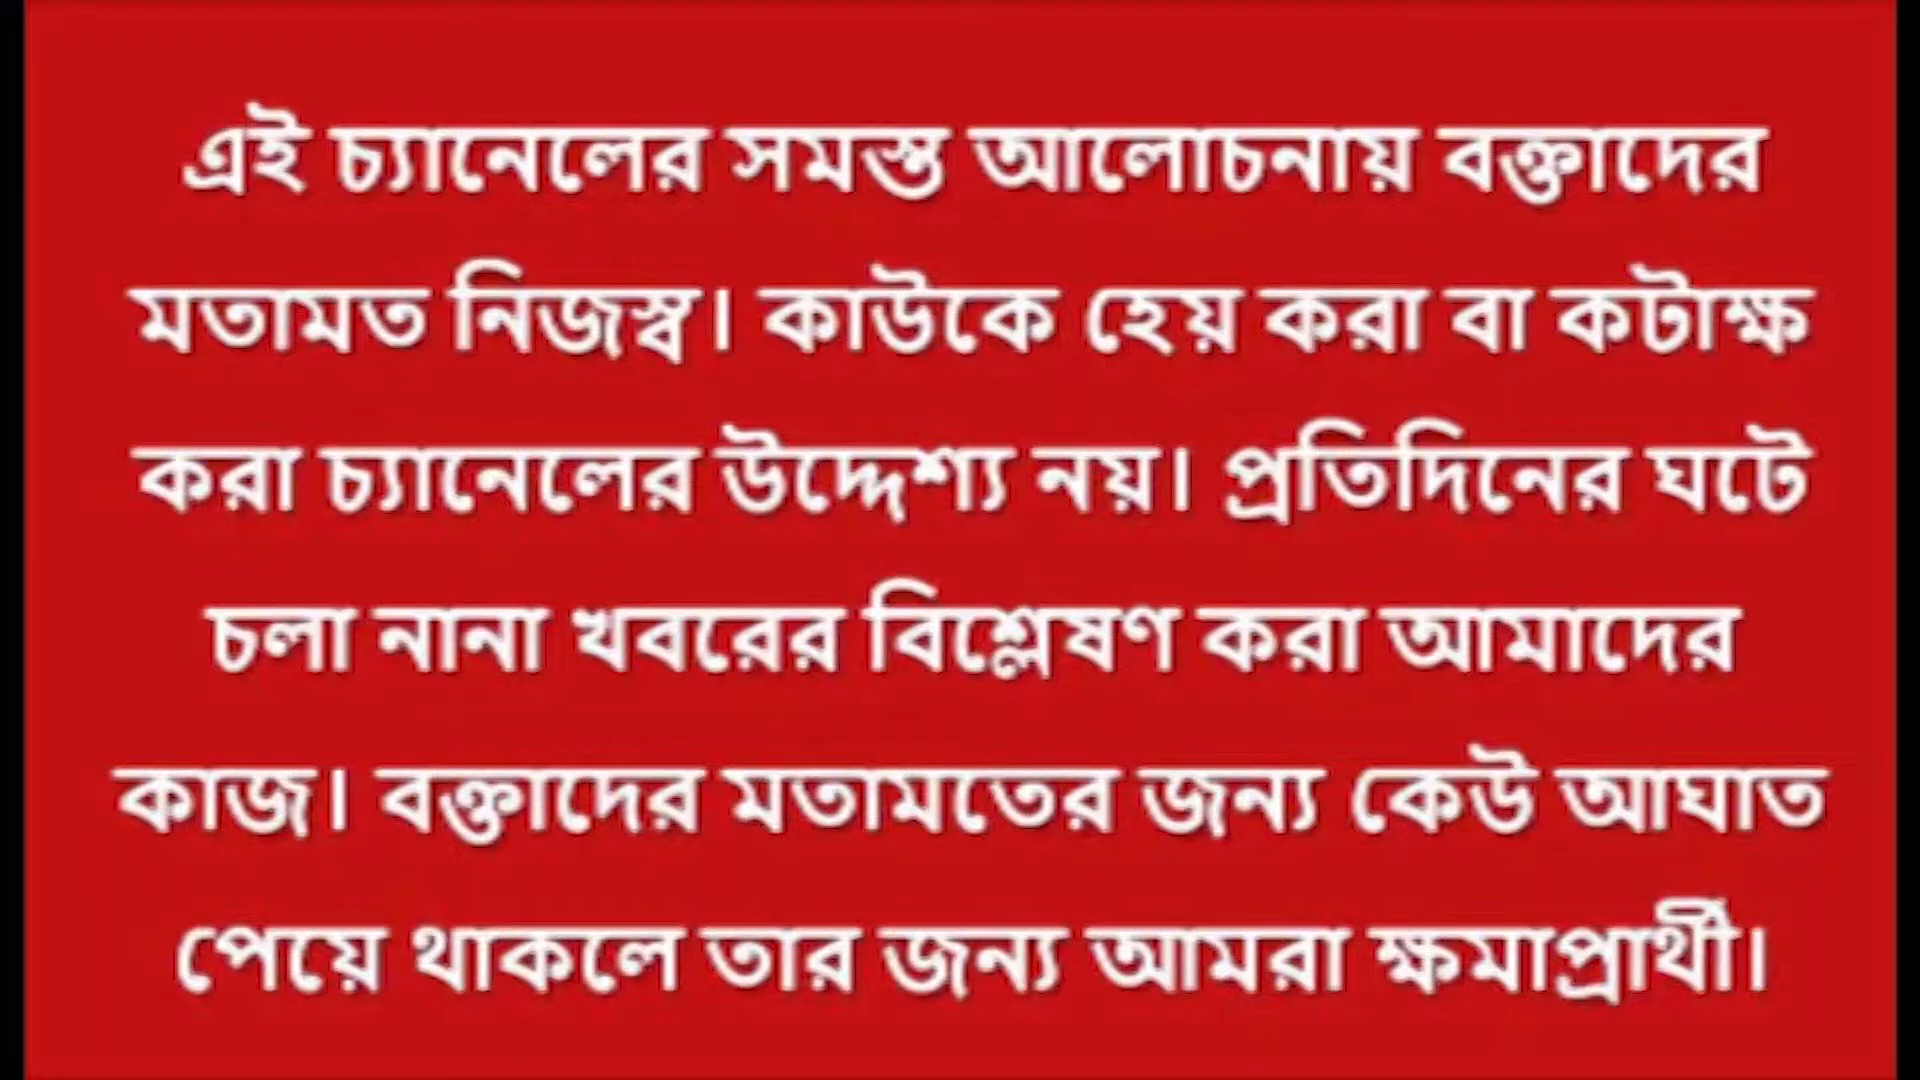 এই চ্যানেলের সমস্ত আলোচনায় বক্তাদের
মতামত নিজস্ব। কাউকে হেয় করা বা কটাক্ষ
করা চ্যানেলের উদ্দেশ্য নয়। প্রতিদিনের ঘটে
চলা নানা খবরের বিশ্লেষণ করা আমাদের
কাজ। বক্তাদের মতামতের জন্য কেউ আঘাত
পেয়ে থাকলে তার জন্য আমরা ক্ষমাপ্রার্থী।